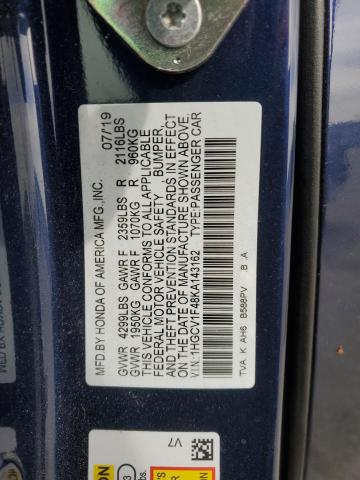 MFD BY HONDA OF AMERICA MFG.,INC. 07/19
GVWR 4299LBS GAWR F 2359LBS R 2116LBS
GVWR 1950KG GAWR F 1070KG R 960KG
THIS VEHICLE CONFORMS TO ALL APPLICABLE
FEDERAL MOTOR VEHICLE SAFETY , BUMPER,
AND THEFT PREVENTION STANDARDS IN EFFECT
ON THE DATE OF MANUFACTURE SHOWN ABOVE.
V.I.N.:1HGCV1F48KA143162 TYPE:PASSENGER CAR
TVA K AH6 B588PV B A
V7
ON
3